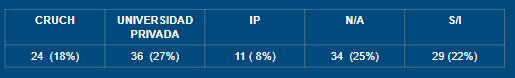 CRUCH UNIVERSIDAD PRIVADA IP N/A S/I
24 (18%) 36 (27%) 11 ( 8%) 34 (25%) 29 (22%)